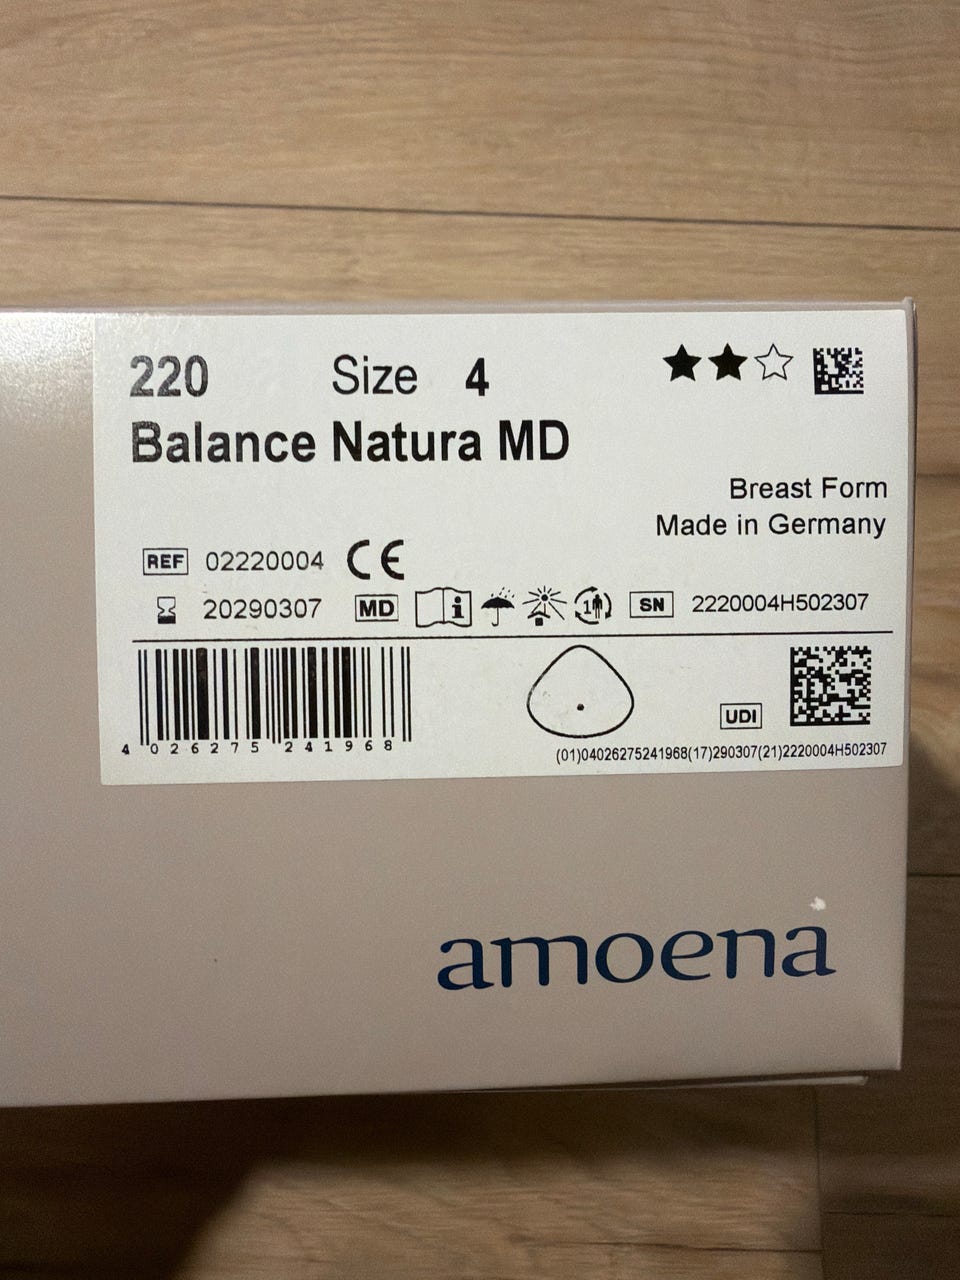 220 Size 4
Balance Natura MD
Breast Form
Made in Germany
REF 02220004 CE
20290307 MD i 1 SN 2220004H502307
4 026275 241968
UDI
(01)04026275241968(17)290307(21)2220004H502307
amoena